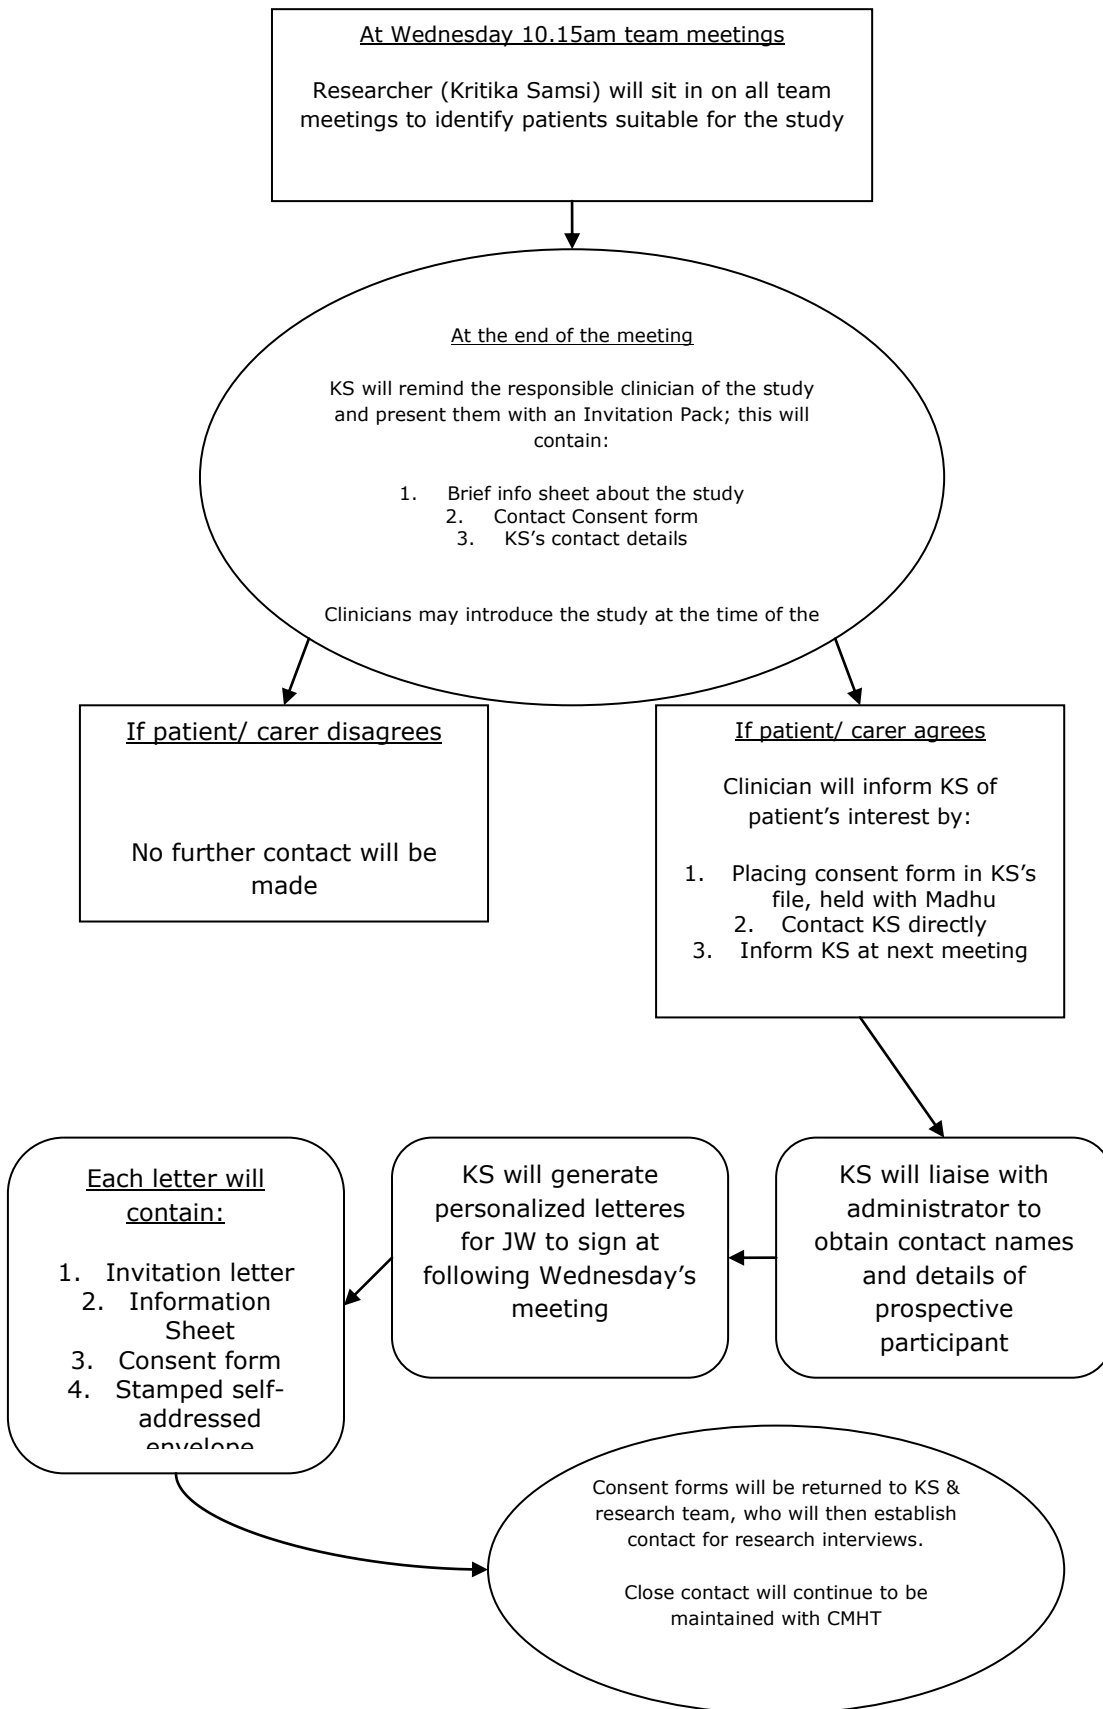 At Wednesday 10.15am team meetings
Researcher (Kritika Samsi) will sit in on all team
meetings to identify patients suitable for the study
At the end of the meeting
KS will remind the responsible clinician of the study
and present them with an Invitation Pack; this will
contain:
1. Brief info sheet about the study
2. Contact Consent form
3. KS’s contact details
Clinicians may introduce the study at the time of the
If patient/ carer disagrees
No further contact will be
made
If patient/ carer agrees
Clinician will inform KS of
patient’s interest by:
1. Placing consent form in KS’s
file, held with Madhu
2. Contact KS directly
3. Inform KS at next meeting
KS will liaise with
administrator to
obtain contact names
and details of
prospective
participant
KS will generate
personalized letteres
for JW to sign at
following Wednesday’s
meeting
Each letter will
contain:
1. Invitation letter
2. Information
Sheet
3. Consent form
4. Stamped self-
addressed
envelope
Consent forms will be returned to KS &
research team, who will then establish
contact for research interviews.
Close contact will continue to be
maintained with CMHT